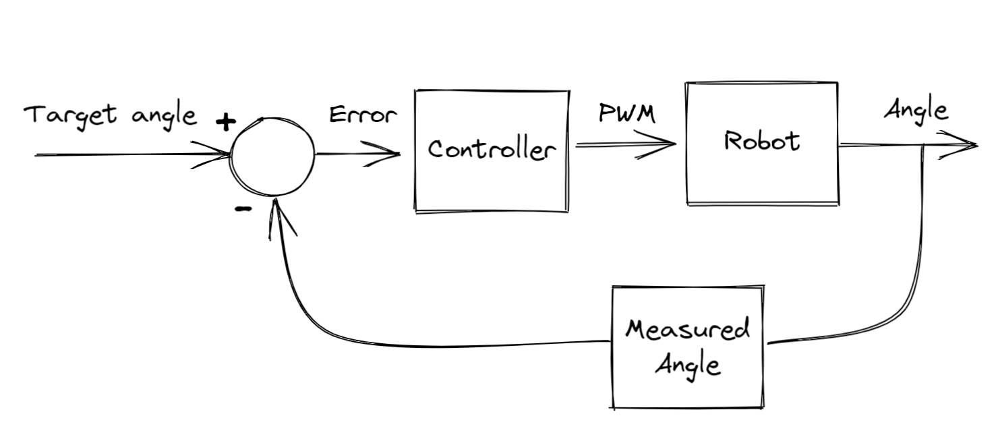 Target angle
+
Error
Controller
PWM
Robot
Angle
-
Measured
Angle